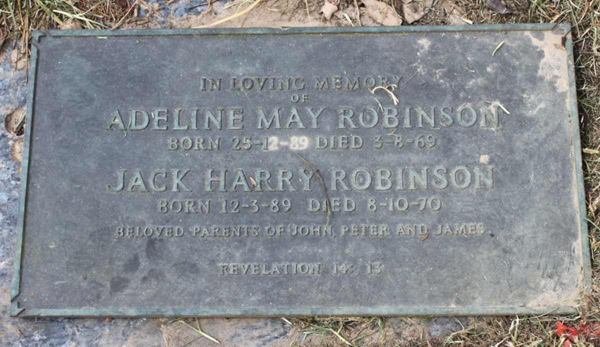 IN LOVING MEMORY
OF
ADELINE MAY ROBINSON
BORN 25-12-89 DIED 3-8-69
JACK HARRY ROBINSON
BORN 12-3-89 DIED 8-10-70
BELOVED PARENTS OF JOHN, PETER AND JAMES
REVELATION 14: 13